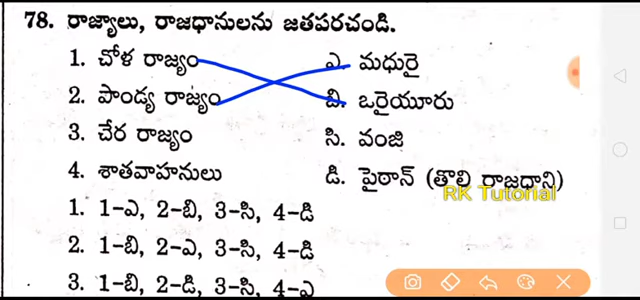 78. రాజ్యాలు, రాజధానులను జతపరచండి.
1. చోళ రాజ్యం ఎ. మధురై
2. పాండ్య రాజ్యం బి. ఒరైయూరు
3. చేర రాజ్యం సి. వంజి
4. శాతవాహనులు డి. పైఠాన్ (తొలి రాజధాని)
RK Tutorial
1. 1-ఎ, 2-బి, 3-సి, 4-డి
2. 1-బి, 2-ఎ, 3-సి, 4-డి
3. 1-బి, 2-డి, 3-సి, 4-ఎ